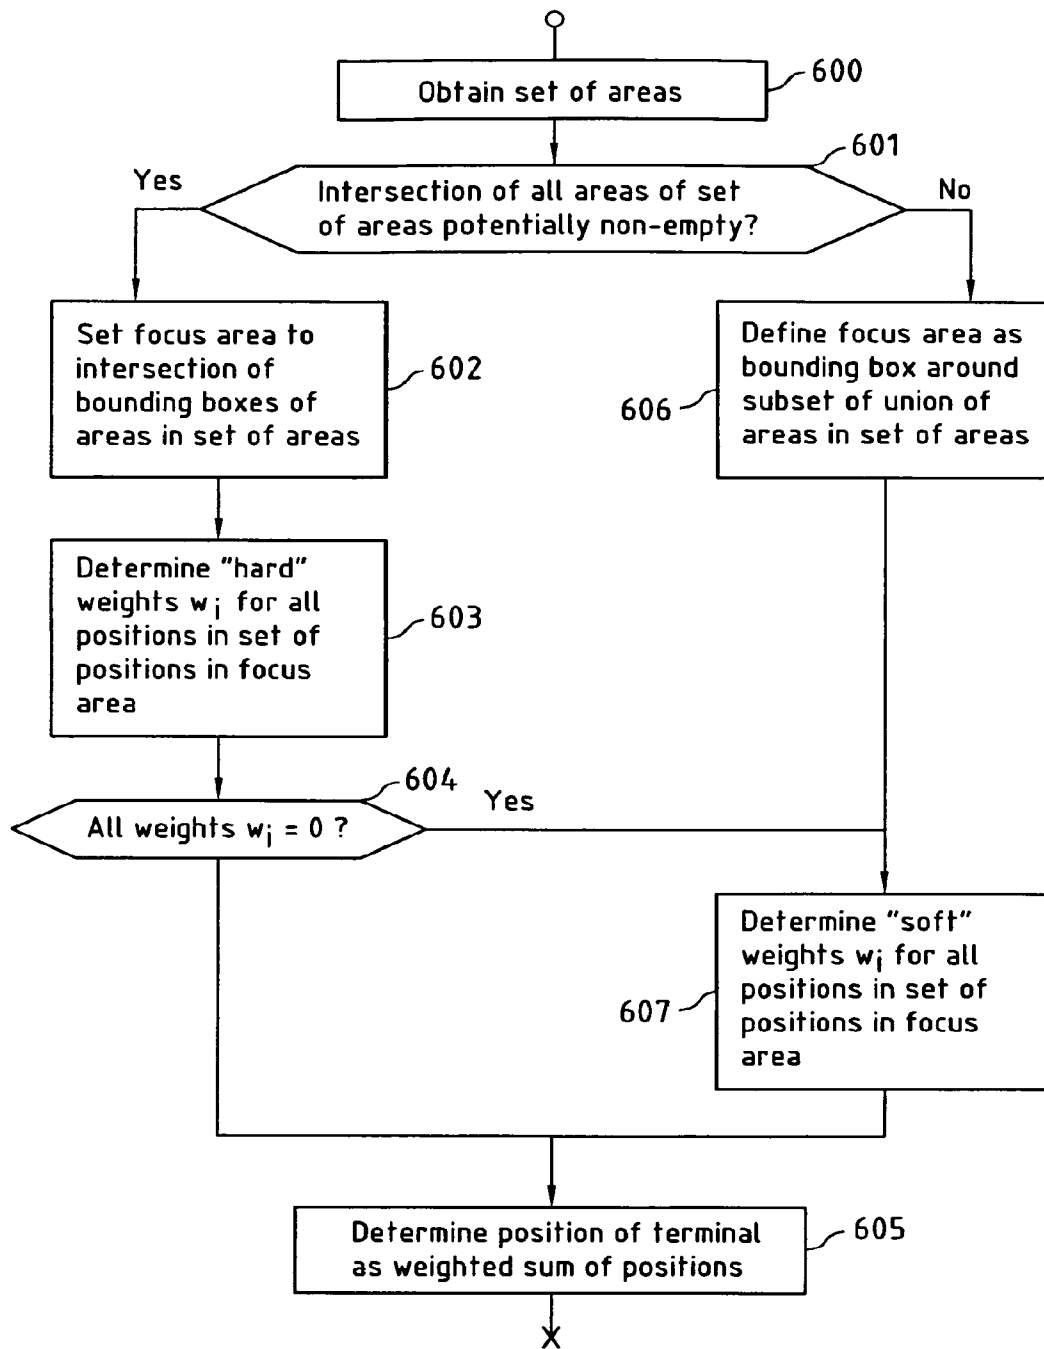 Obtain set of areas
600
601
Yes
Intersection of all areas of set
of areas potentially non-empty?
No
Set focus area to
intersection of
bounding boxes of
areas in set of areas
602
Define focus area as
bounding box around
subset of union of
areas in set of areas
606
Determine "hard"
weights wi for all
positions in set of
positions in focus
area
603
604
All weights wi = 0 ?
Yes
Determine "soft"
weights wi for all
positions in set of
positions in focus
area
607
Determine position of terminal
as weighted sum of positions
605